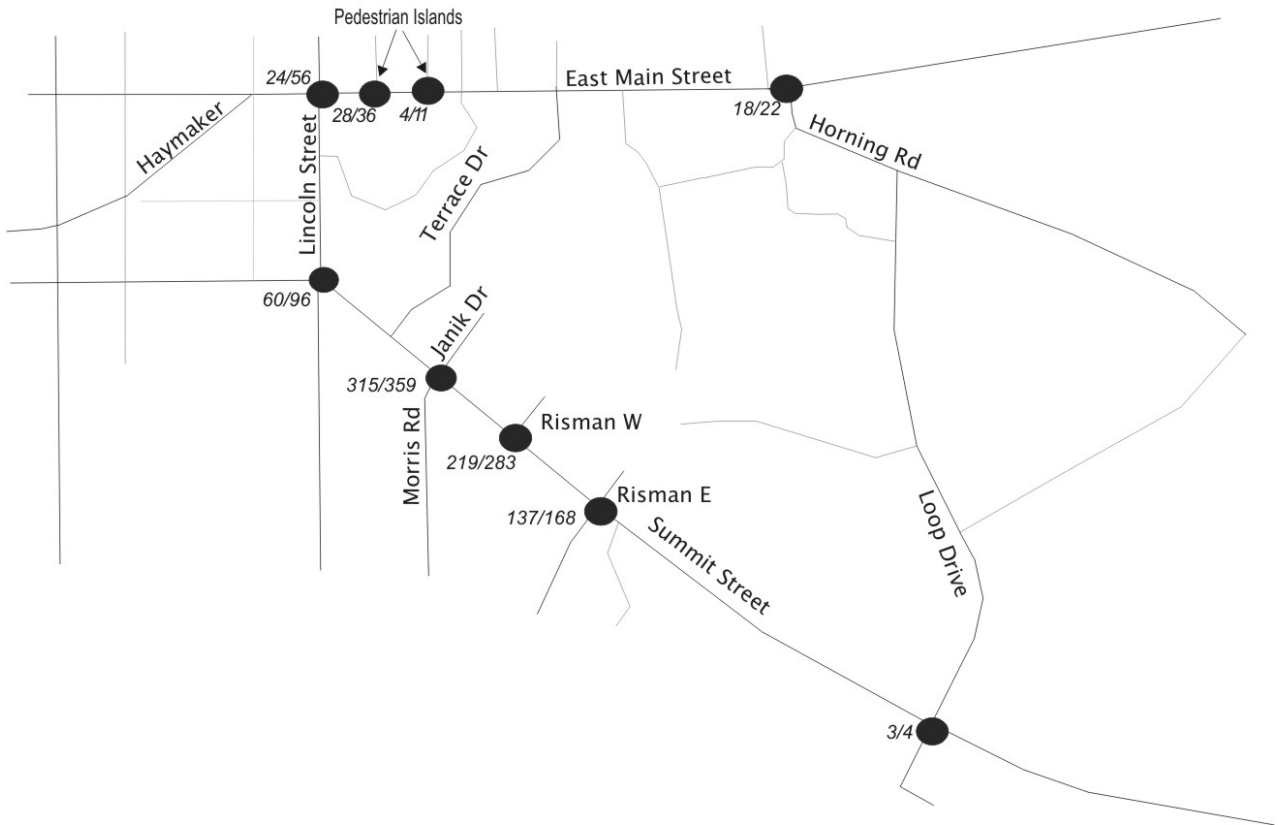 Pedestrian Islands
24/56
28/36
4/11
East Main Street
18/22
Haymaker
Lincoln Street
Terrace Dr
Horning Rd
60/96
Janik Dr
315/359
Morris Rd
Risman W
219/283
Risman E
137/168
Summit Street
Loop Drive
3/4